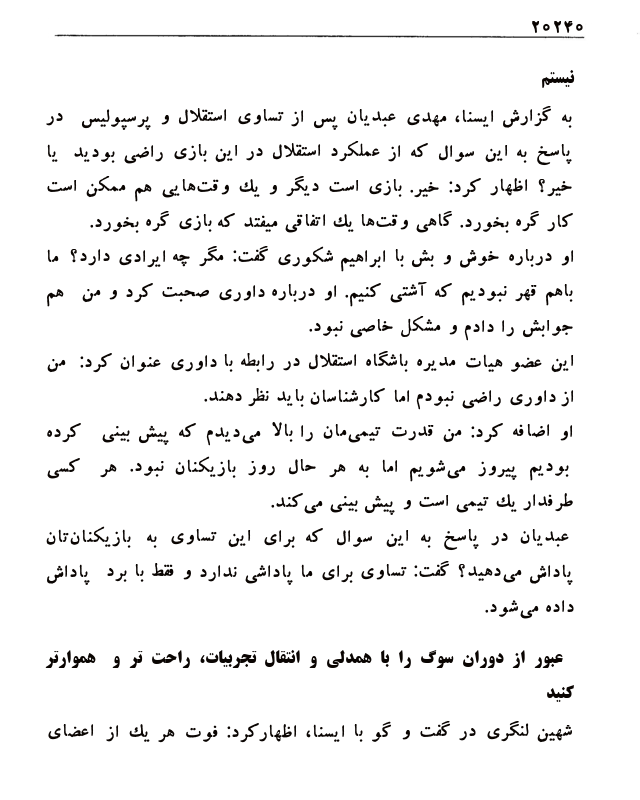 ۲۰۲۴۰
نیستم
به گزارش ایسنا، مهدی عبدیان پس از تساوی استقلال و پرسپولیس در
پاسخ به این سوال که از عملکرد استقلال در این بازی راضی بودید یا
خیر؟ اظهار کرد: خیر. بازی است دیگر و یك وقت‌هایی هم ممکن است
کار گره بخورد. گاهی وقت‌ها یك اتفاقی میفتد که بازی گره بخورد.
او درباره خوش و بش با ابراهیم شکوری گفت: مگر چه ایرادی دارد؟ ما
باهم قهر نبودیم که آشتی کنیم. او درباره داوری صحبت کرد و من هم
جوابش را دادم و مشکل خاصی نبود.
این عضو هیات مدیره باشگاه استقلال در رابطه با داوری عنوان کرد: من
از داوری راضی نبودم اما کارشناسان باید نظر دهند.
او اضافه کرد: من قدرت تیمی‌مان را بالا می‌دیدم که پیش بینی کرده
بودیم پیروز می‌شویم اما به هر حال روز بازیکنان نبود. هر کسی
طرفدار یك تیمی است و پیش بینی می‌کند.
عبدیان در پاسخ به این سوال که برای این تساوی به بازیکنان‌تان
پاداش می‌دهید؟ گفت: تساوی برای ما پاداشی ندارد و فقط با برد پاداش
داده می‌شود.
عبور از دوران سوگ را با همدلی و انتقال تجربیات، راحت تر و هموارتر
کنید
شهین لنگری در گفت و گو با ایسنا، اظهارکرد: فوت هر یك از اعضای